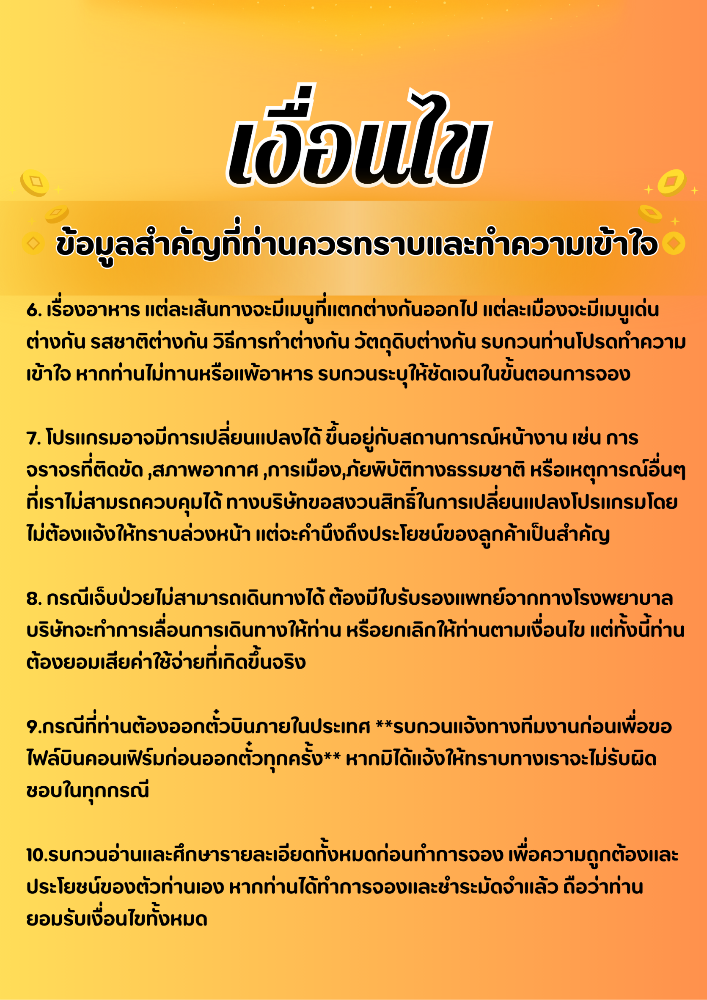 เงื่อนไข
ข้อมูลสำคัญที่ท่านควรทราบและทำความเข้าใจ
6. เรื่องอาหาร แต่ละเส้นทางจะมีเมนูที่แตกต่างกันออกไป แต่ละเมืองจะมีเมนูเด่น
ต่างกัน รสชาติต่างกัน วิธีการทำต่างกัน วัตถุดิบต่างกัน รบกวนท่านโปรดทำความ
เข้าใจ หากท่านไม่ทานหรือแพ้อาหาร รบกวนระบุให้ชัดเจนในขั้นตอนการจอง
7. โปรแกรมอาจมีการเปลี่ยนแปลงได้ ขึ้นอยู่กับสถานการณ์หน้างาน เช่น การ
จราจรที่ติดขัด ,สภาพอากาศ ,การเมือง,ภัยพิบัติทางธรรมชาติ หรือเหตุการณ์อื่นๆ
ที่เราไม่สามรถควบคุมได้ ทางบริษัทขอสงวนสิทธิ์ในการเปลี่ยนแปลงโปรแกรมโดย
ไม่ต้องแจ้งให้ทราบล่วงหน้า แต่จะคำนึงถึงประโยชน์ของลูกค้าเป็นสำคัญ
8. กรณีเจ็บป่วยไม่สามารถเดินทางได้ ต้องมีใบรับรองแพทย์จากทางโรงพยาบาล
บริษัทจะทำการเลื่อนการเดินทางให้ท่าน หรือยกเลิกให้ท่านตามเงื่อนไข แต่ทั้งนี้ท่าน
ต้องยอมเสียค่าใช้จ่ายที่เกิดขึ้นจริง
9.กรณีที่ท่านต้องออกตั๋วบินภายในประเทศ **รบกวนแจ้งทางทีมงานก่อนเพื่อขอ
ไฟล์บินคอนเฟิร์มก่อนออกตั๋วทุกครั้ง** หากมิได้แจ้งให้ทราบทางเราจะไม่รับผิด
ชอบในทุกกรณี
10.รบกวนอ่านและศึกษารายละเอียดทั้งหมดก่อนทำการจอง เพื่อความถูกต้องและ
ประโยชน์ของตัวท่านเอง หากท่านได้ทำการจองและชำระมัดจำแล้ว ถือว่าท่าน
ยอมรับเงื่อนไขทั้งหมด